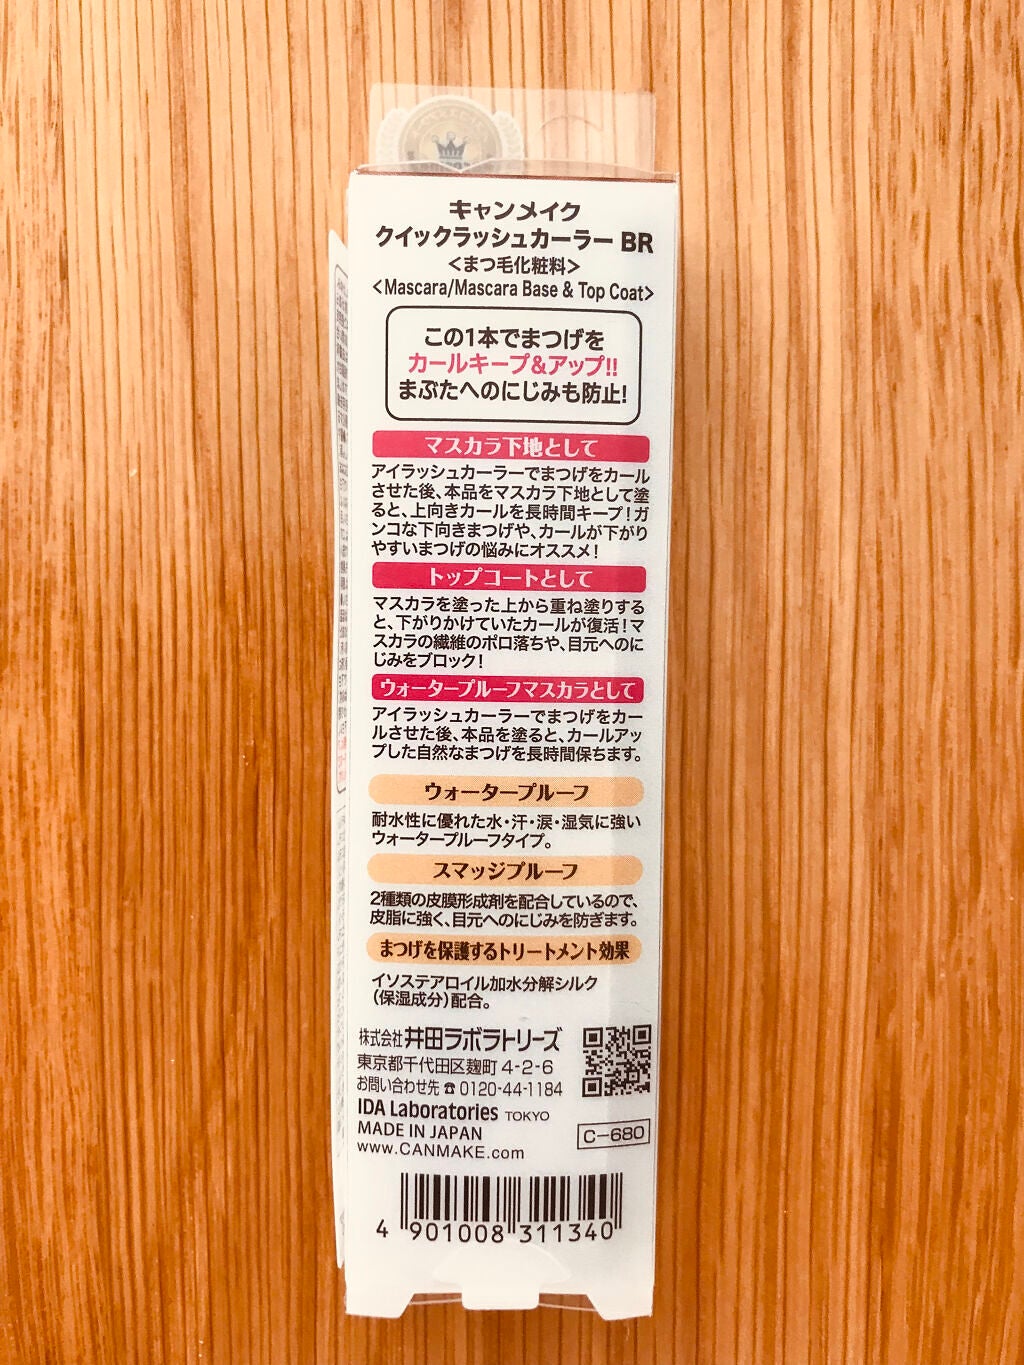 キャンメイク
クイックラッシュカーラー BR
<まつ毛化粧料>
<Mascara/Mascara Base & Top Coat>
この1本でまつげを
カールキープ&アップ!!
まぶたへのにじみも防止!
マスカラ下地として
アイラッシュカーラーでまつげをカール
させた後、本品をマスカラ下地として塗
ると、上向きカールを長時間キープ!ガ
ンコな下向きまつげや、カールが下がり
やすいまつげの悩みにオススメ!
トップコートとして
マスカラを塗った上から重ね塗りする
と、下がりかけていたカールが復活!マ
スカラの繊維のポロ落ちや、目元へのに
じみをブロック!
ウォータープルーフマスカラとして
アイラッシュカーラーでまつげをカー
ルさせた後、本品を塗ると、カールアッ
プした自然なまつげを長時間保ちます。
ウォータープルーフ
耐水性に優れた水・汗・涙・湿気に強い
ウォータープルーフタイプ。
スマッジプルーフ
2種類の皮膜形成剤を配合しているので、
皮脂に強く、目元へのにじみを防ぎます。
まつげを保護するトリートメント効果
イソステアロイル加水分解シルク
(保湿成分)配合。
株式会社 井田ラボラトリーズ
東京都千代田区麹町 4-2-6
お問い合わせ先 ☎ 0120-44-1184
IDA Laboratories TOKYO
MADE IN JAPAN
www.CANMAKE.com
C-680
4 901008 311340